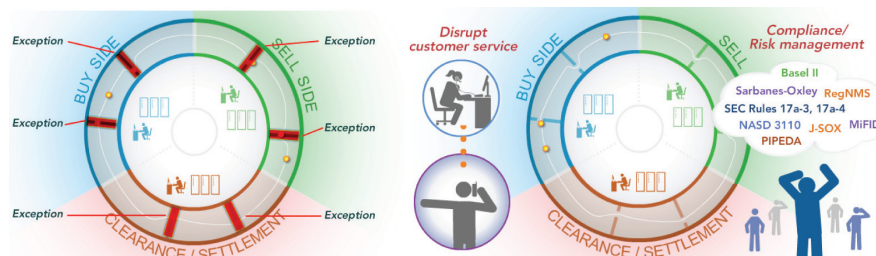 Exception
Exception
Exception
Exception
Exception
Exception
BUY SIDE
SELL SIDE
CLEARANCE / SETTLEMENT
Disrupt
customer service
BUY SIDE
SELL
CLEARANCE / SETTLEMENT
Compliance/
Risk management
Basel II
Sarbanes-Oxley RegNMS
SEC Rules 17a-3, 17a-4
NASD 3110 J-SOX MiFID
PIPEDA